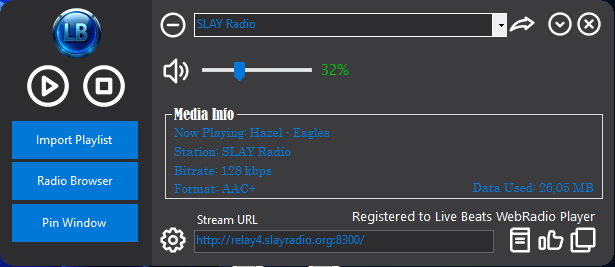 LB
SLAY Radio
32%
Import Playlist
Radio Browser
Pin Window
Media Info
Now Playing: Hazel - Eagles
Station: SLAY Radio
Bitrate: 128 kbps
Format: AAC+
Data Used: 26,05 MB
Stream URL
Registered to Live Beats WebRadio Player
http://relay4.slayradio.org:8300/